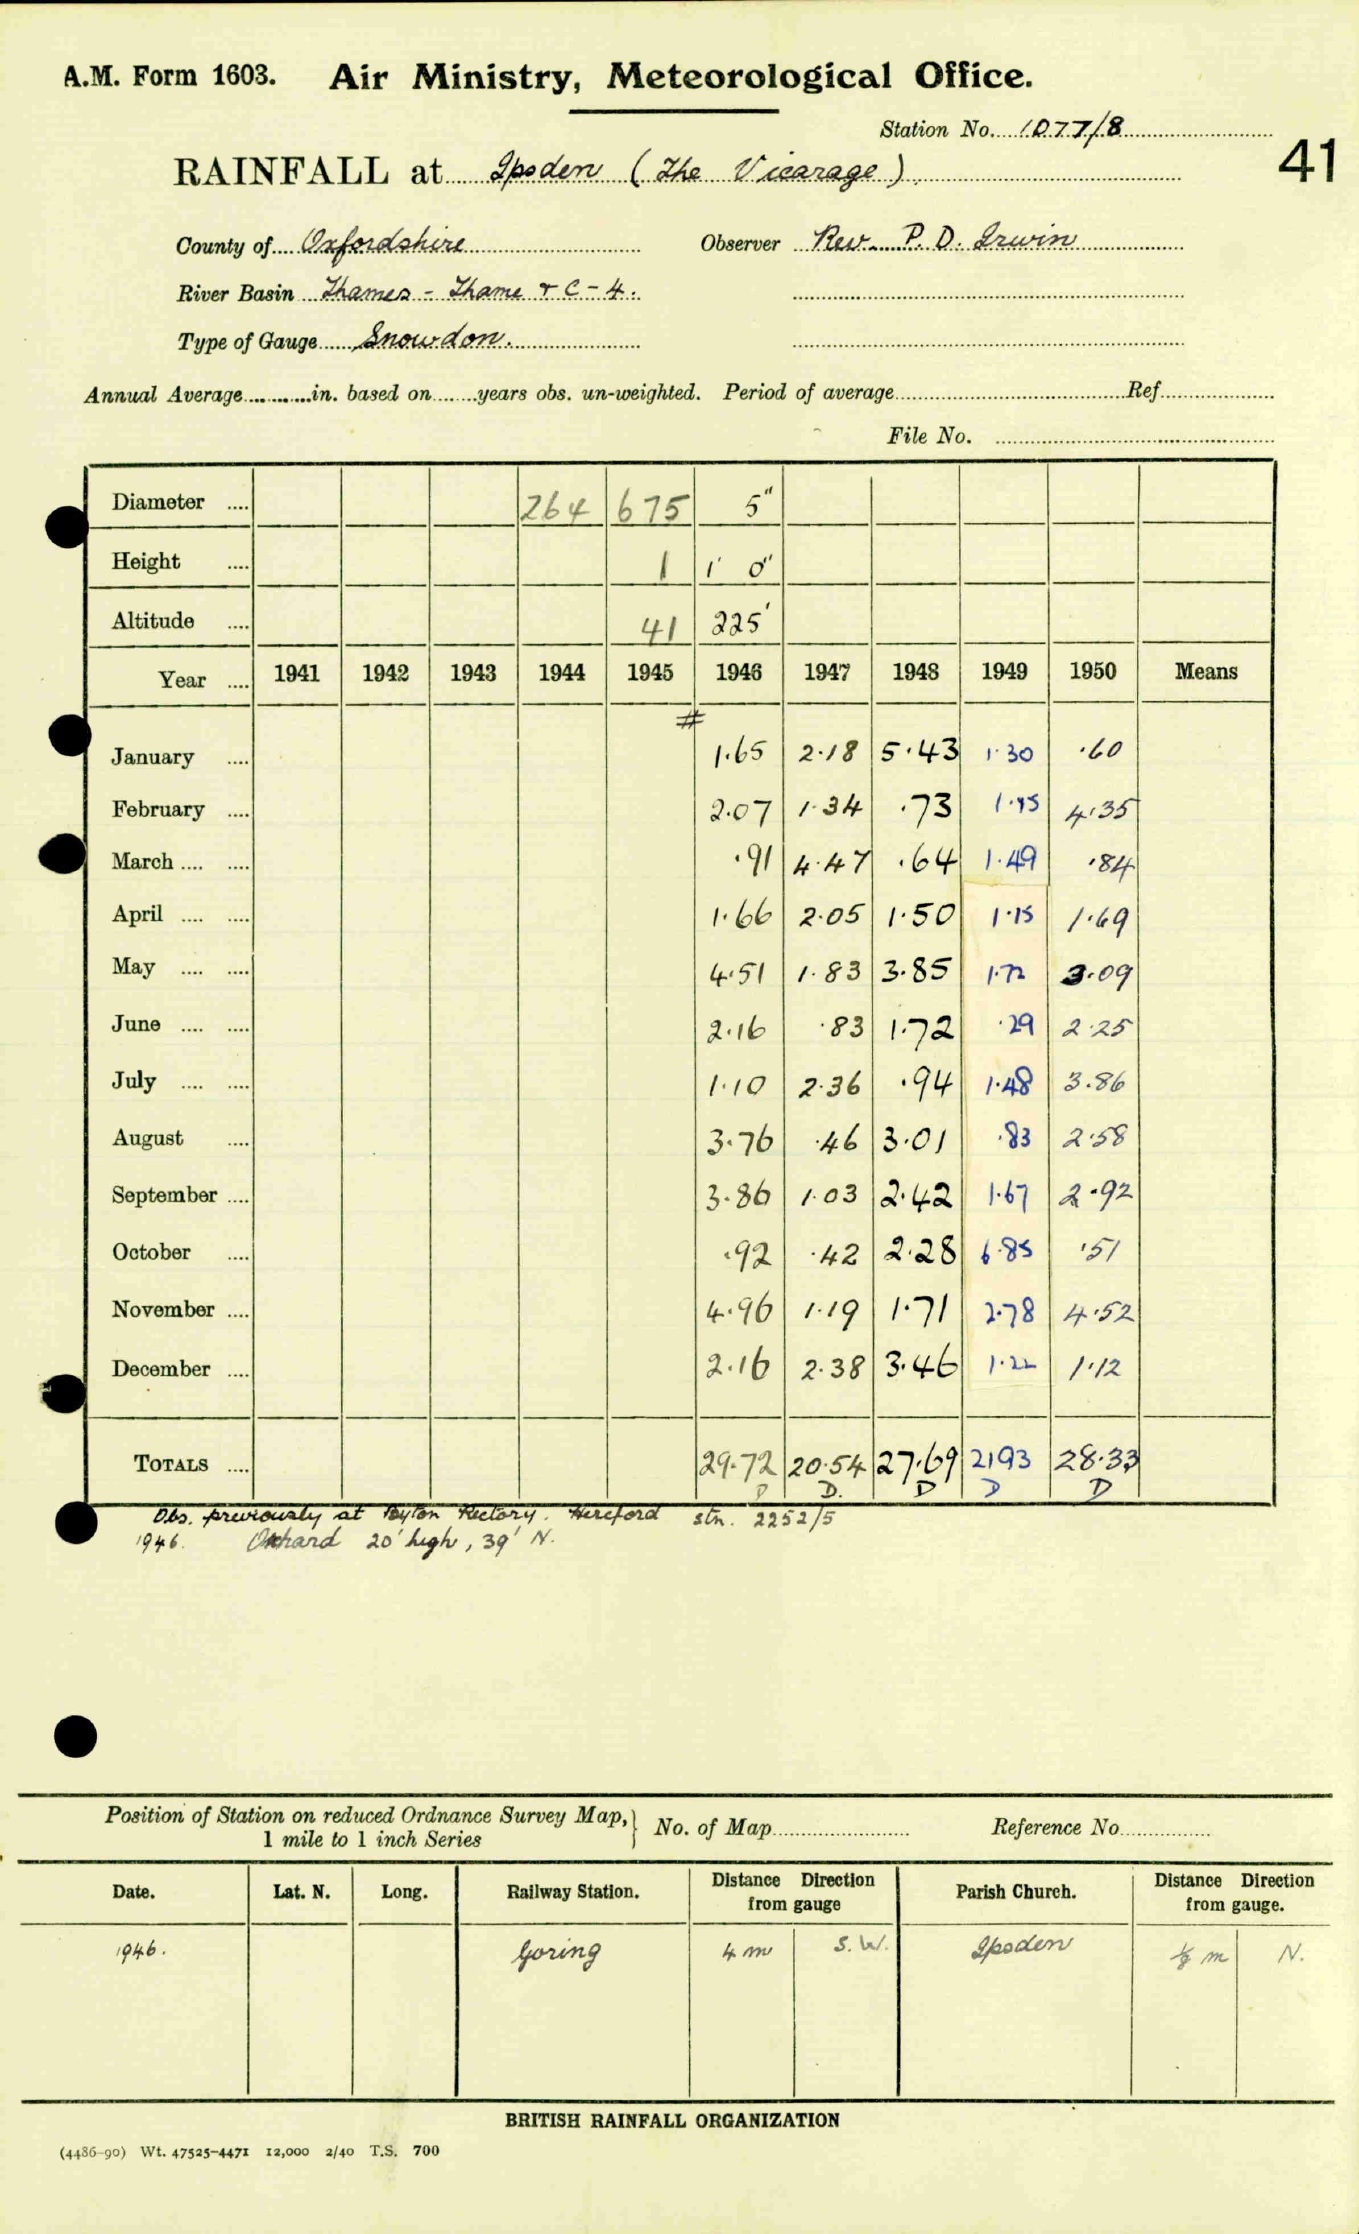 A.M. Form 1603. Air Ministry, Meteorological Office.
Station No. 1077/8
41
RAINFALL at Ipsden (The Vicarage)
County of Oxfordshire Observer Rev. P. D. Irwin
River Basin Thames - Thame & C - 4.
Type of Gauge Snowdon.
Annual Average in. based on years obs. un-weighted. Period of average Ref
File No.
Diameter .... 264 675 5"
Height .... 1 1' 0"
Altitude .... 41 225'
Year .... 1941 1942 1943 1944 1945 1946 1947 1948 1949 1950 Means
#
January .... 1.65 2.18 5.43 1.30 .60
February .... 2.07 1.34 .73 1.15 4.35
March .... .... .91 4.47 .64 1.49 .84
April .... .... 1.66 2.05 1.50 1.15 1.69
May .... .... 4.51 1.83 3.85 1.72 3.09
June .... .... 2.16 .83 1.72 .29 2.25
July .... .... 1.10 2.36 .94 1.48 3.86
August .... 3.76 .46 3.01 .83 2.58
September .... 3.86 1.03 2.42 1.67 2.92
October .... .92 .42 2.28 6.85 .51
November .... 4.96 1.19 1.71 2.78 4.52
December .... 2.16 2.38 3.46 1.22 1.12
TOTALS .... 29.72 20.54 27.69 2193 28.33
D D. D D D
Obs. previously at Byton Rectory. Hereford stn. 2252/5
1946. Orchard 20' high, 39' N.
Position of Station on reduced Ordnance Survey Map, } No. of Map Reference No
1 mile to 1 inch Series
Date. Lat. N. Long. Railway Station. Distance Direction from gauge Parish Church. Distance Direction from gauge.
1946. Goring 4 m S.W. Ipsden 1/8 m N.
BRITISH RAINFALL ORGANIZATION
(4486-90) Wt. 47525-4471 12,000 2/40 T.S. 700